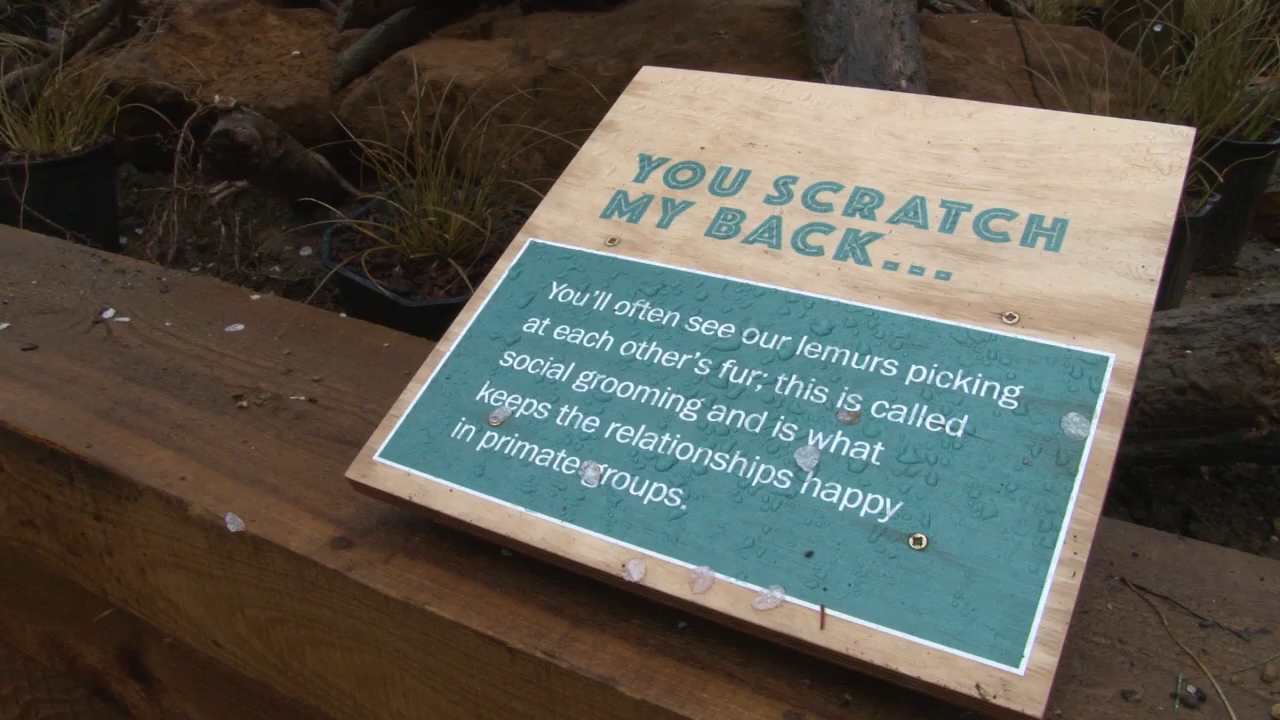 YOU SCRATCH
MY BACK...
You'll often see our lemurs picking
at each other's fur; this is called
social grooming and is what
keeps the relationships happy
in primate groups.